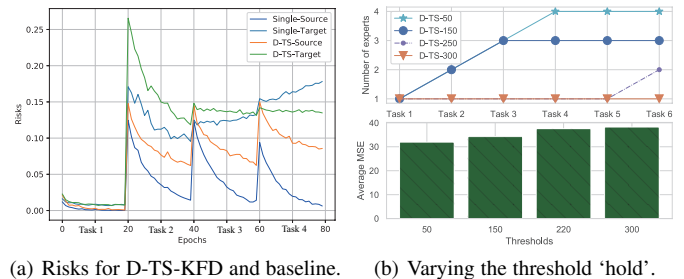 Single-Source
Single-Target
D-TS-Source
D-TS-Target
0.25
0.20
0.15
0.10
0.05
0.00
Risks
Task 1
Task 2
Task 3
Task 4
0
20
40
60
80
Epochs
(a) Risks for D-TS-KFD and baseline.
D-TS-50
D-TS-150
D-TS-250
D-TS-300
4
3
2
1
Number of experts
Task 1
Task 2
Task 3
Task 4
Task 5
Task 6
40
30
20
10
0
Average MSE
50
150
220
300
Thresholds
(b) Varying the threshold ‘hold’.